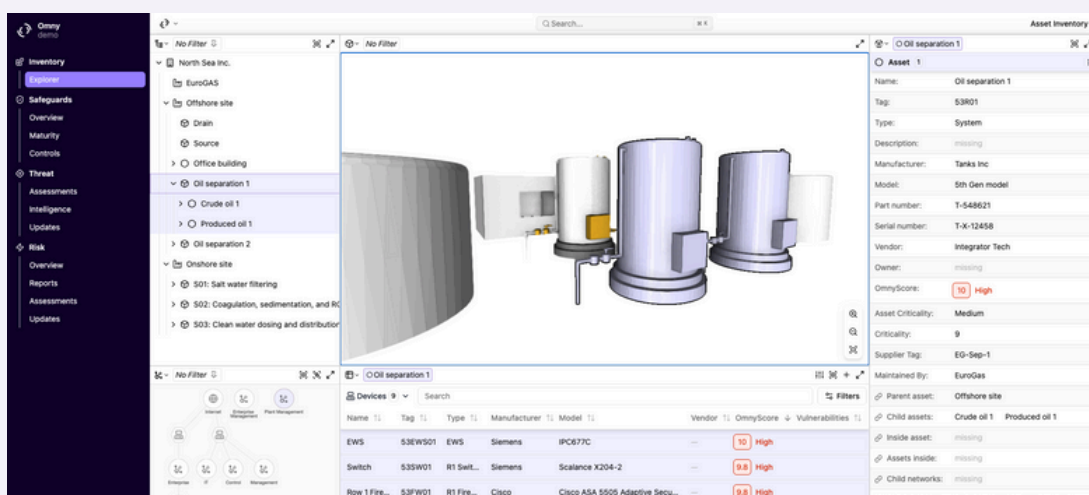 Omny
demo
Inventory
Explorer
Safeguards
Overview
Maturity
Controls
Threat
Assessments
Intelligence
Updates
Risk
Overview
Reports
Assessments
Updates
Search...
⌘ K
Asset Inventory
No Filter
North Sea Inc.
EuroGAS
Offshore site
Drain
Source
Office building
Oil separation 1
Crude oil 1
Produced oil 1
Oil separation 2
Onshore site
S01: Salt water filtering
S02: Coagulation, sedimentation, and RO
S03: Clean water dosing and distribution
No Filter
No Filter
Internet
Enterprise Management
Plant Management
Enterprise
IT
Control
Management
Oil separation 1
Devices 9
Search
Filters
Name Tag Type Manufacturer Model Vendor OmnyScore Vulnerabilities
EWS 53EWS01 EWS Siemens IPC677C — 10 High
Switch 53SW01 R1 Swit... Siemens Scalance X204-2 — 9.8 High
Row 1 Fire... 53FW01 R1 Fire... Cisco Cisco ASA 5505 Adaptive Secu... — 9.8 High
Oil separation 1
Asset 1
Name: Oil separation 1
Tag: 53R01
Type: System
Description: missing
Manufacturer: Tanks Inc
Model: 5th Gen model
Part number: T-548621
Serial number: T-X-12458
Vendor: Integrator Tech
Owner: missing
OmnyScore: 10 High
Asset Criticality: Medium
Criticality: 9
Supplier Tag: EG-Sep-1
Maintained By: EuroGas
Parent asset: Offshore site
Child assets: Crude oil 1 Produced oil 1
Inside asset: missing
Assets inside: missing
Child networks: missing